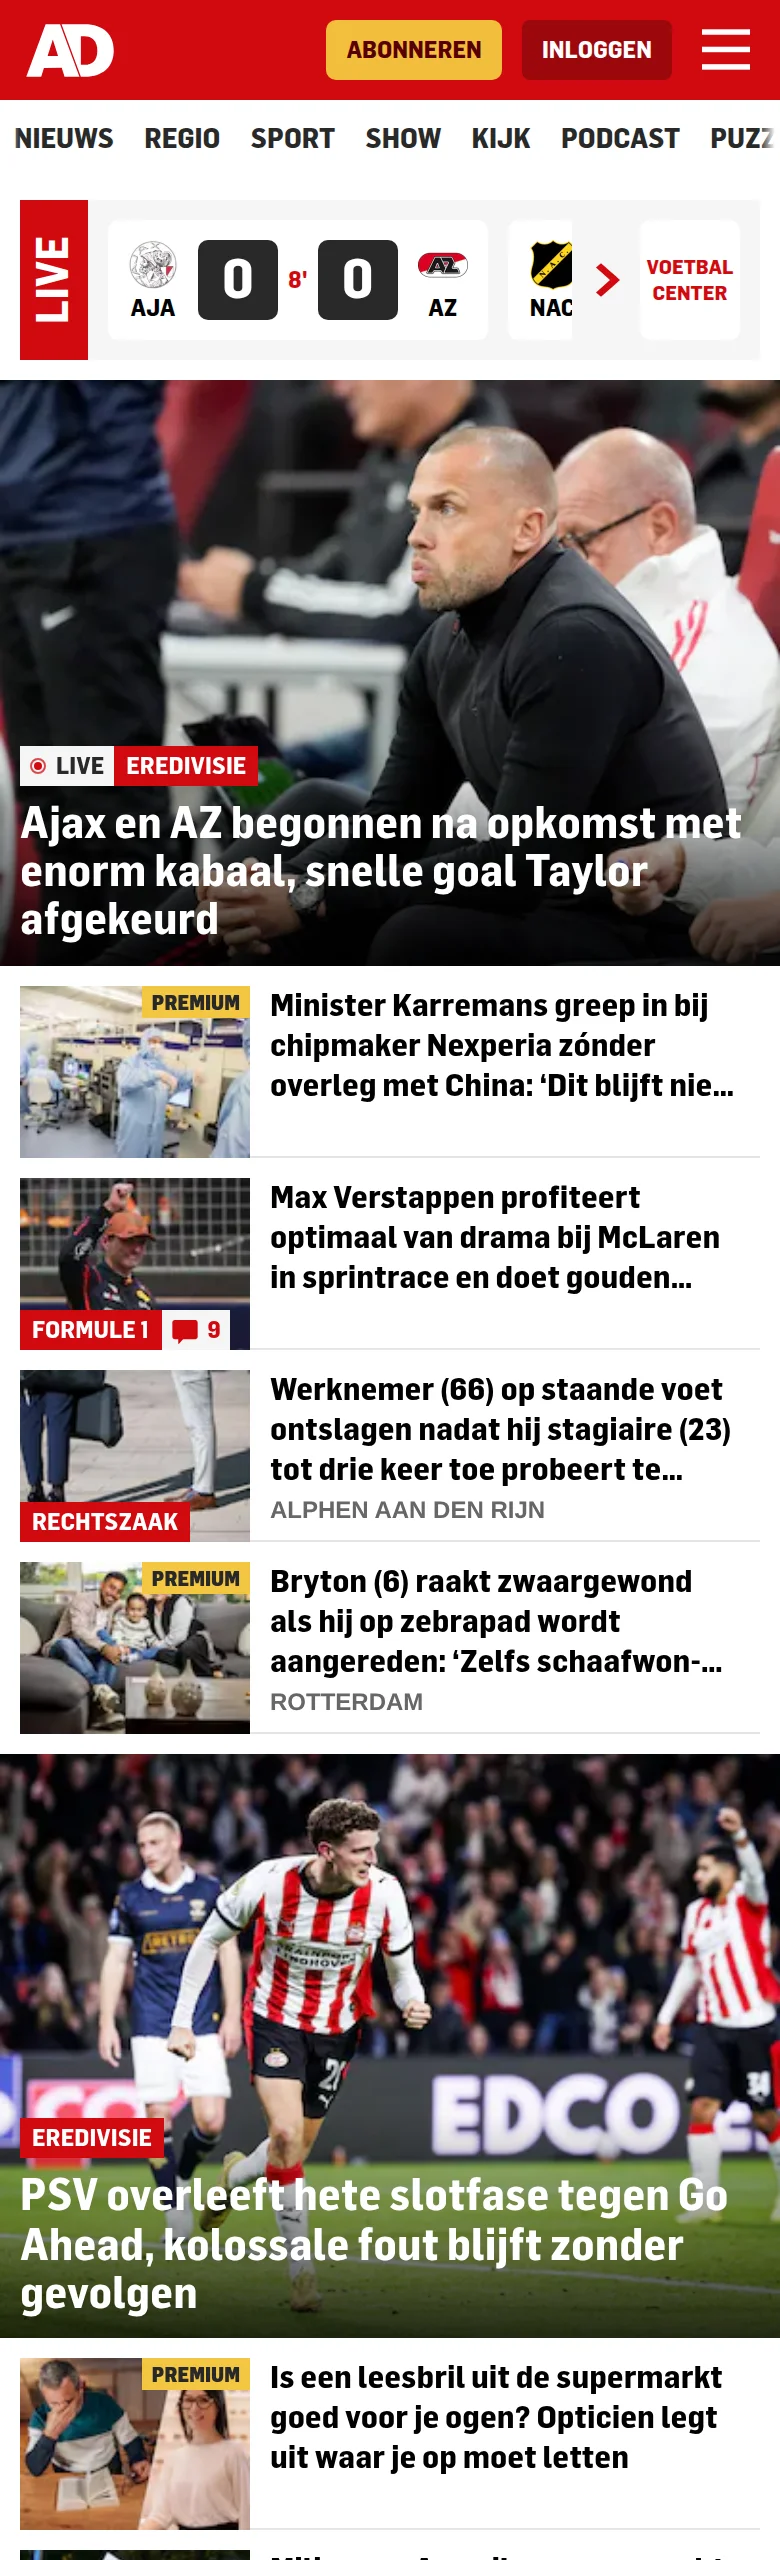 AD
ABONNEREN
INLOGGEN
NIEUWS REGIO SPORT SHOW KIJK PODCAST PUZZ
LIVE
0 8' 0
AZ
AJA
AZ
NAC
NAC
VOETBAL
CENTER
LIVE EREDIVISIE
Ajax en AZ begonnen na opkomst met
enorm kabaal, snelle goal Taylor
afgekeurd
PREMIUM
Minister Karremans greep in bij
chipmaker Nexperia zónder
overleg met China: ‘Dit blijft nie...
Max Verstappen profiteert
optimaal van drama bij McLaren
in sprintrace en doet gouden...
FORMULE 1 9
Werknemer (66) op staande voet
ontslagen nadat hij stagiaire (23)
tot drie keer toe probeert te...
ALPHEN AAN DEN RIJN
RECHTSZAAK
PREMIUM
Bryton (6) raakt zwaargewond
als hij op zebrapad wordt
aangereden: ‘Zelfs schaafwon-...
ROTTERDAM
BRAINPORT
EINDHOVEN
34
EDCO
EREDIVISIE
PSV overleeft hete slotfase tegen Go
Ahead, kolossale fout blijft zonder
gevolgen
PREMIUM
Is een leesbril uit de supermarkt
goed voor je ogen? Opticien legt
uit waar je op moet letten